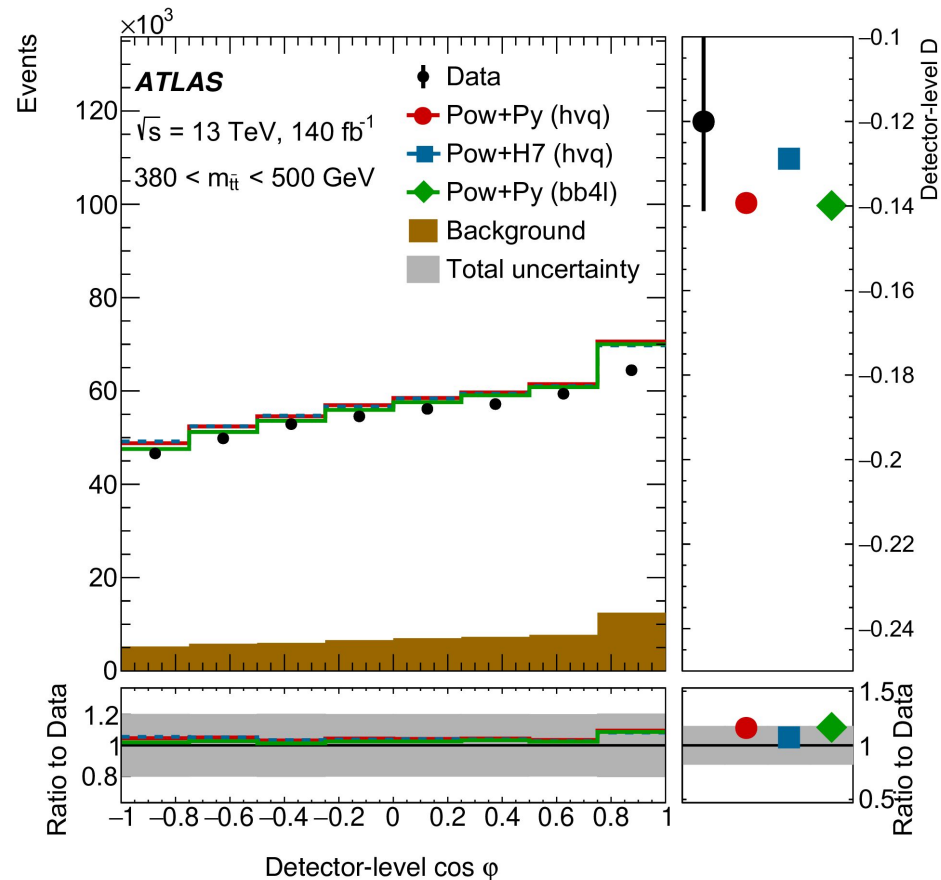 ×10³
Events
ATLAS
√s = 13 TeV, 140 fb⁻¹
380 < m_tt̄ < 500 GeV
Data
Pow+Py (hvq)
Pow+H7 (hvq)
Pow+Py (bb4l)
Background
Total uncertainty
120
100
80
60
40
20
0
−0.1
−0.12
−0.14
−0.16
−0.18
−0.2
−0.22
−0.24
Detector-level D
Ratio to Data
1.2
1
0.8
−1 −0.8 −0.6 −0.4 −0.2 0 0.2 0.4 0.6 0.8 1
Detector-level cos φ
1.5
1
0.5
Ratio to Data